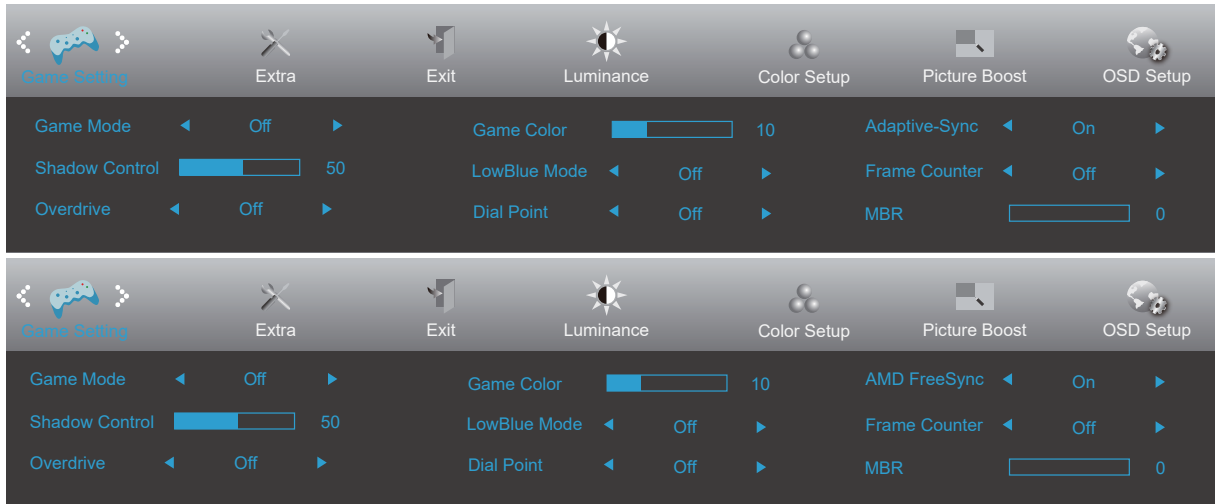 Game Setting Extra Exit Luminance Color Setup Picture Boost OSD Setup
Game Mode Off Game Color 10 Adaptive-Sync On
Shadow Control 50 LowBlue Mode Off Frame Counter Off
Overdrive Off Dial Point Off MBR 0
Game Setting Extra Exit Luminance Color Setup Picture Boost OSD Setup
Game Mode Off Game Color 10 AMD FreeSync On
Shadow Control 50 LowBlue Mode Off Frame Counter Off
Overdrive Off Dial Point Off MBR 0